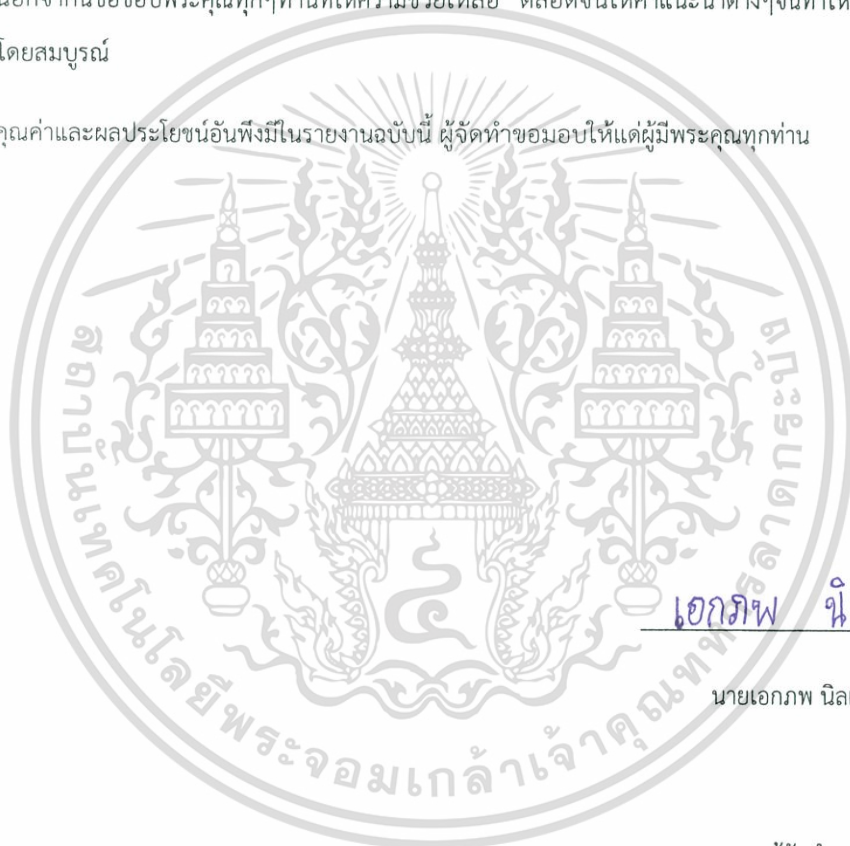 นอกจากนี้ขอขอบพระคุณทุกๆท่านที่ให้ความช่วยเหลือ ตลอดจนให้คำแนะนำต่างๆจนทำให้
โดยสมบูรณ์
คุณค่าและผลประโยชน์อันพึงมีในรายงานฉบับนี้ ผู้จัดทำขอมอบให้แด่ผู้มีพระคุณทุกท่าน
สถาบันเทคโนโลยีพระจอมเกล้าเจ้าคุณทหารลาดกระบัง
๔
เอกภพ
นายเอกภพ